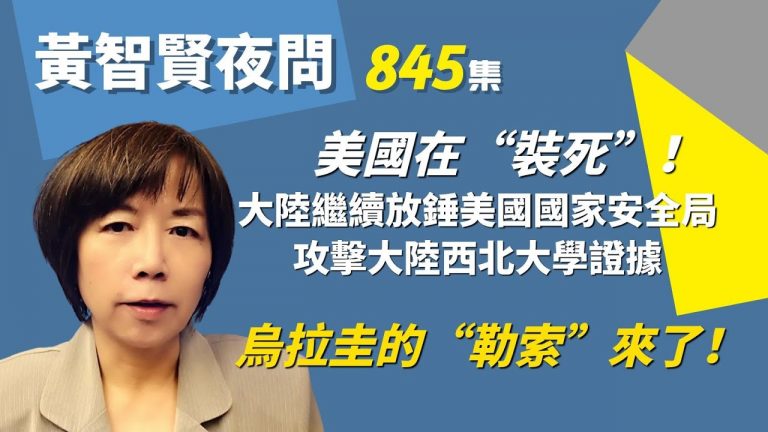 黃智賢夜問 845集
美國在“裝死”！
大陸繼續放錘美國國家安全局
攻擊大陸西北大學證據
烏拉圭的“勒索”來了！